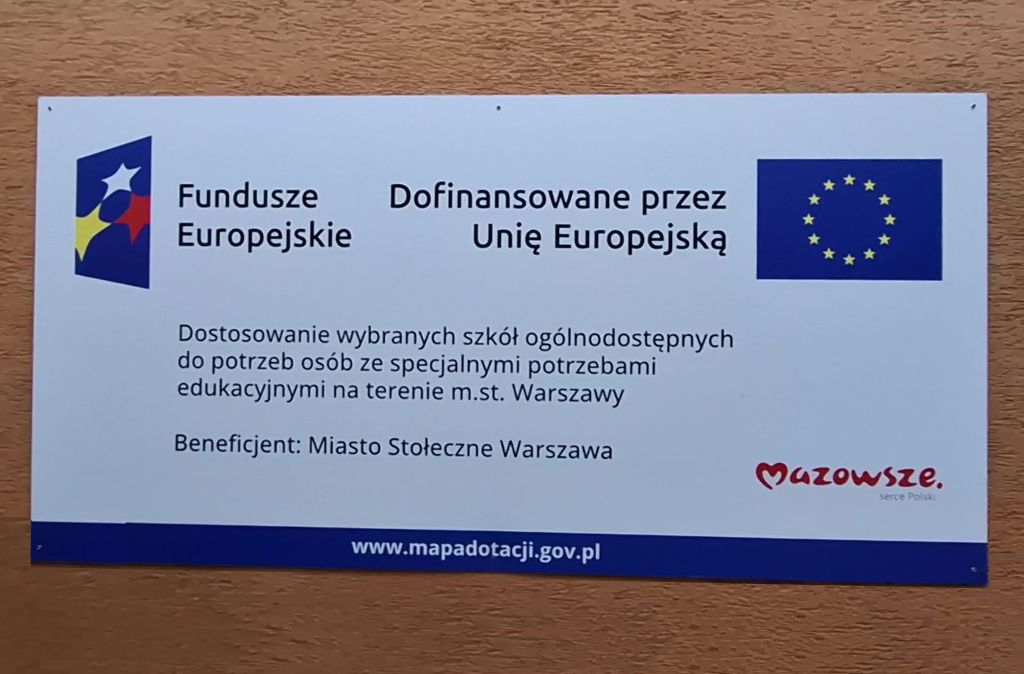 Fundusze
Europejskie
Dofinansowane przez
Unię Europejską
Dostosowanie wybranych szkół ogólnodostępnych
do potrzeb osób ze specjalnymi potrzebami
edukacyjnymi na terenie m.st. Warszawy
Beneficjent: Miasto Stołeczne Warszawa
Mazowsze.
serce Polski
www.mapadotacji.gov.pl